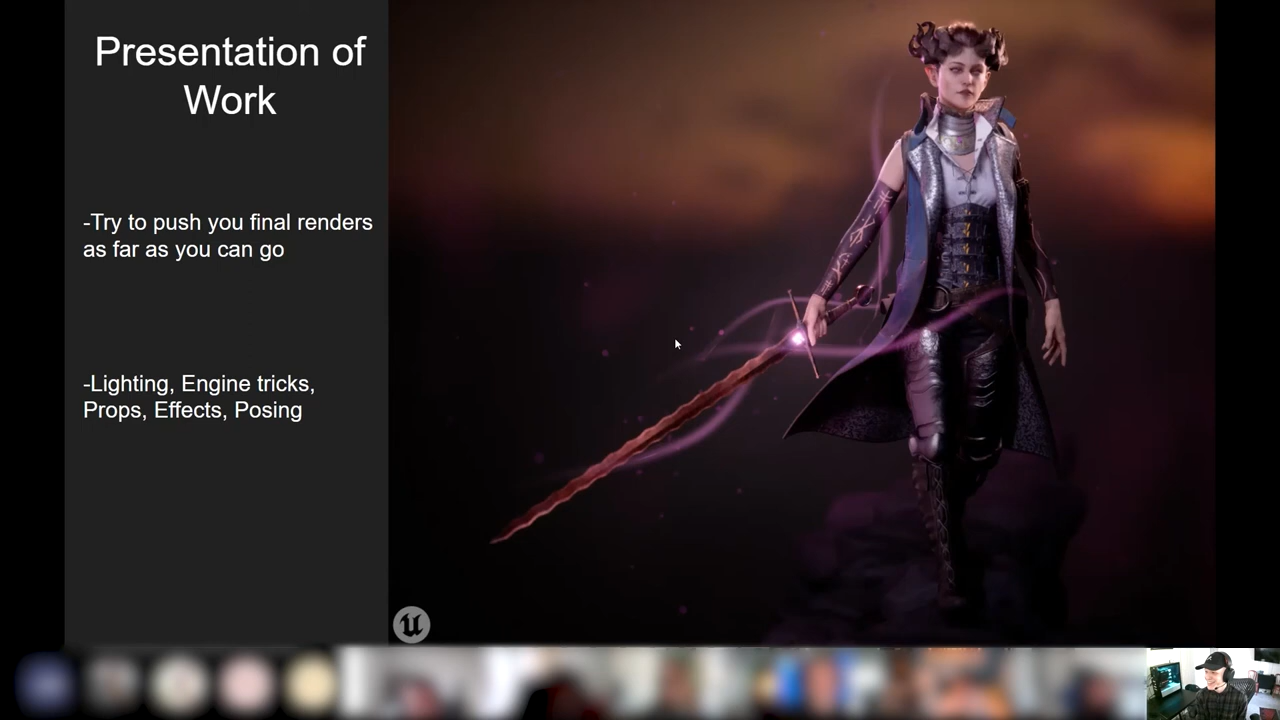 Presentation of
Work
-Try to push you final renders
as far as you can go
-Lighting, Engine tricks,
Props, Effects, Posing